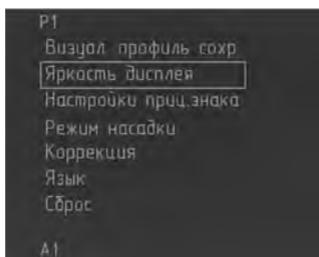 P1
Визуал. профиль сохр
Яркость дисплея
Настройки приц.знака
Режим насадки
Коррекция
Язык
Сброс
A1